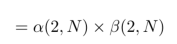 = α(2, N) × β(2, N)